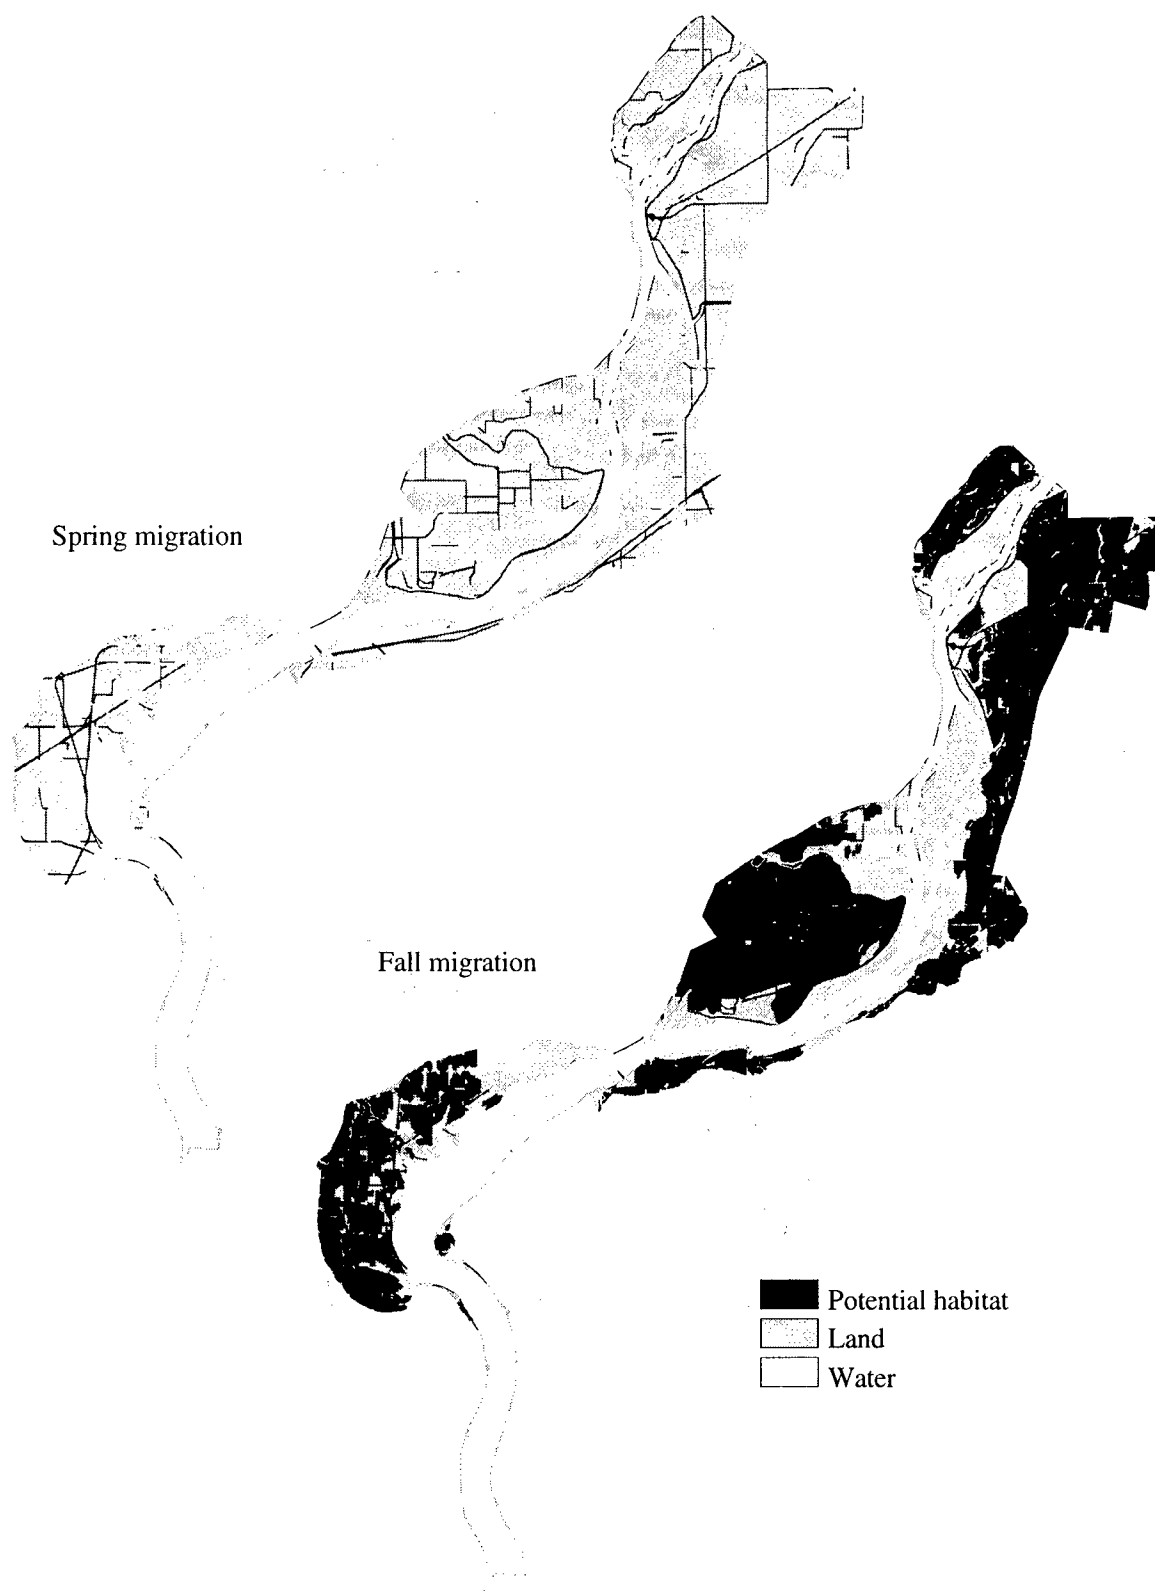 Spring migration
Fall migration
Potential habitat
Land
Water